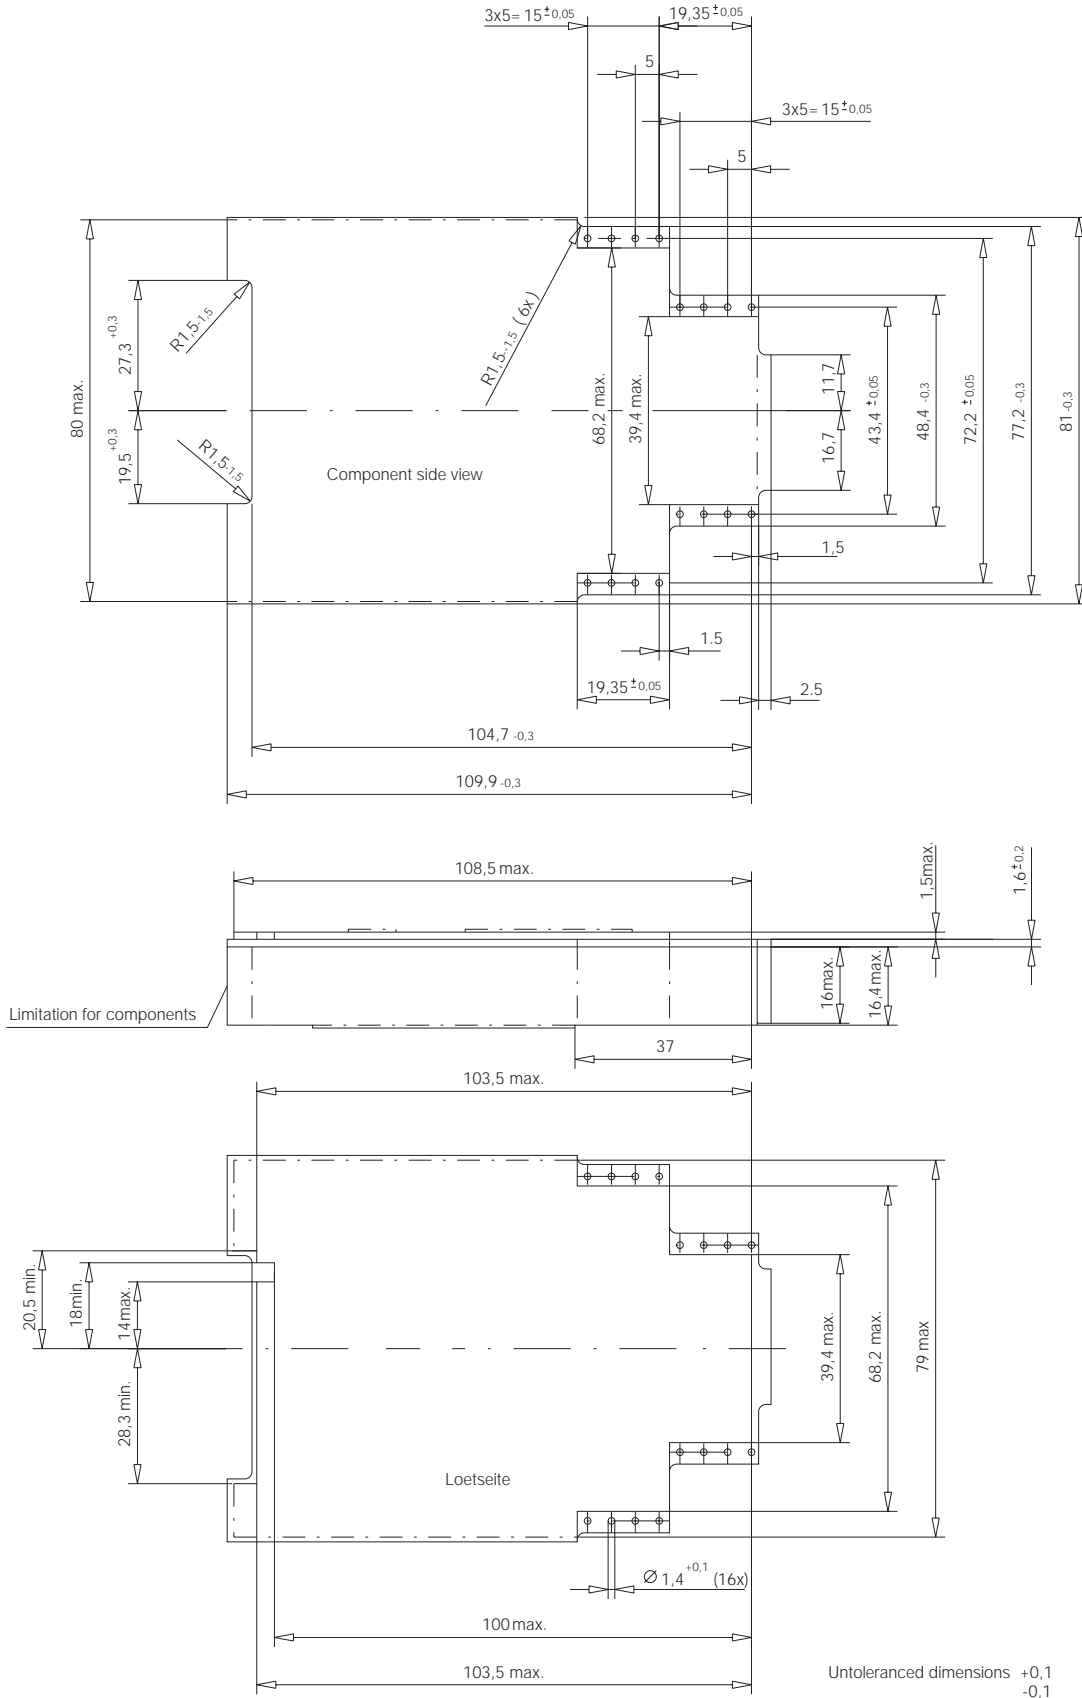 3x5= 15 ±0,05
19,35 ±0,05
5
3x5= 15 ±0,05
5
R1,5-1,5
27,3 +0,3
80 max.
19,5 +0,3
R1,5-1,5
R1,5--1,5 ( 6x )
Component side view
68,2 max.
39,4 max.
11,7
16,7
43,4 ±0,05
48,4 -0,3
72,2 ±0,05
77,2 -0,3
81-0,3
1,5
1.5
19,35 ±0,05
2.5
104,7 -0,3
109,9 -0,3
108,5 max.
1,5max.
1,6 ±0,2
Limitation for components
16max.
16,4 max.
37
103,5 max.
20,5 min.
18min.
14max.
28,3 min.
39,4 max.
68,2 max.
79 max
Loetseite
Ø 1,4 +0,1 (16x)
100 max.
103,5 max.
Untoleranced dimensions +0,1
-0,1